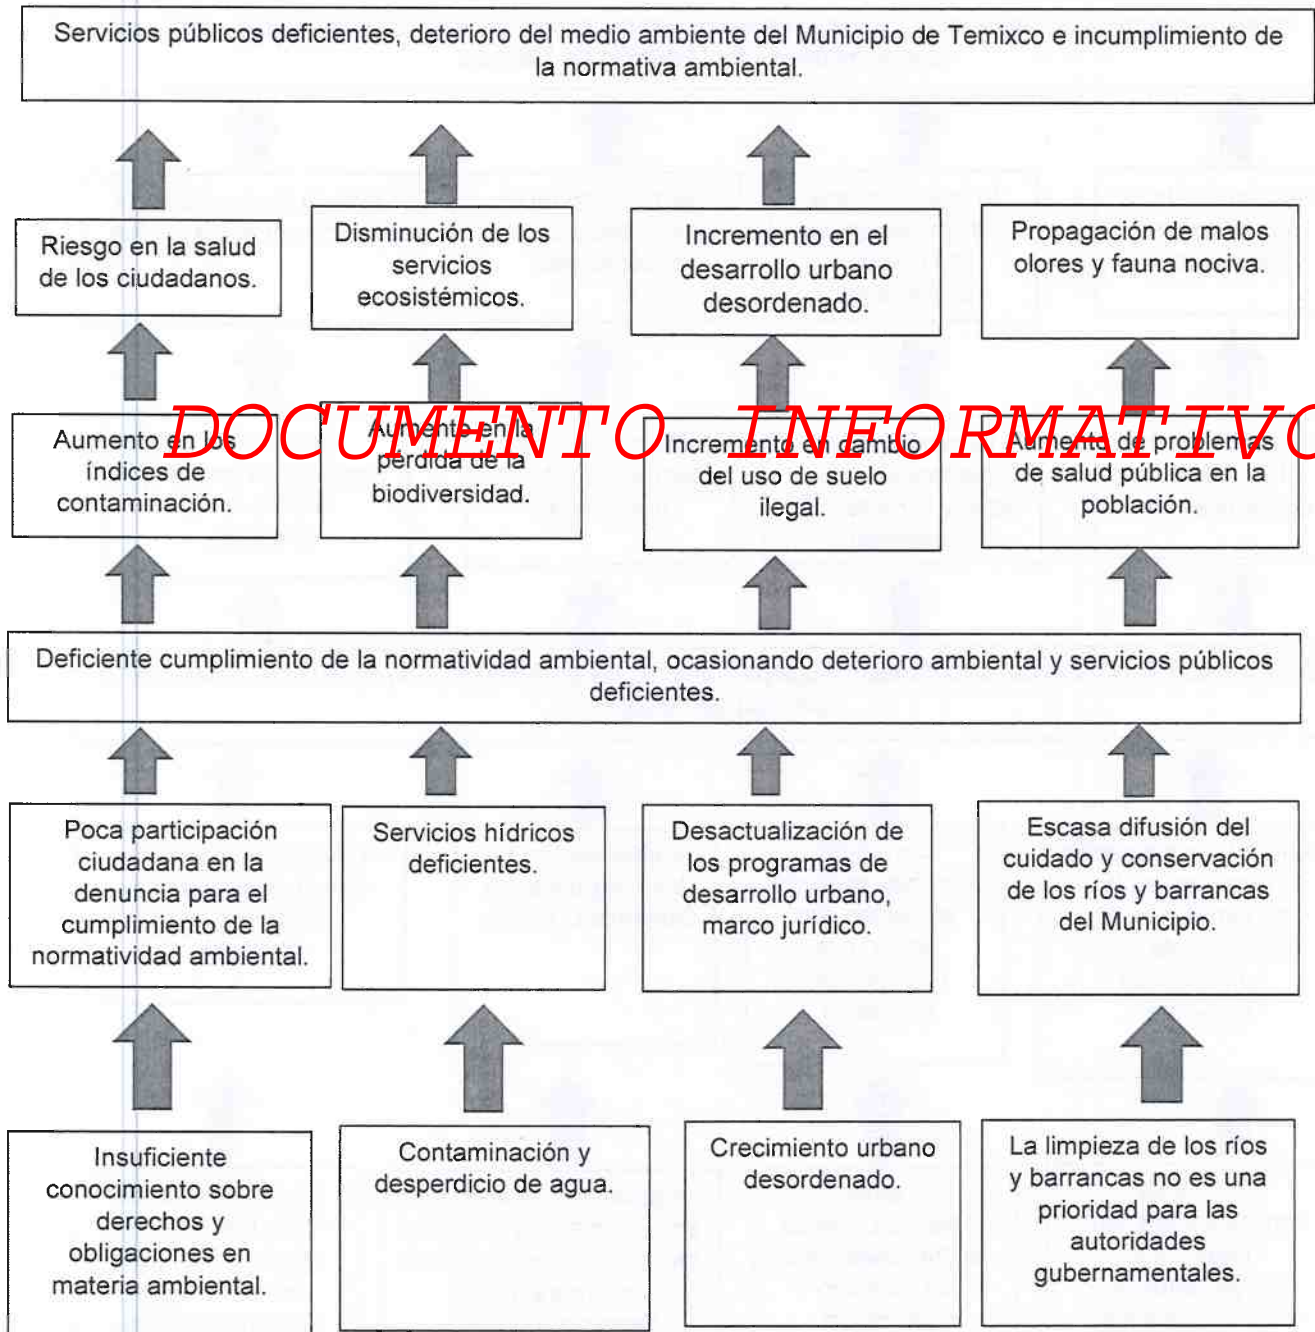 Servicios públicos deficientes, deterioro del medio ambiente del Municipio de Temixco e incumplimiento de
la normativa ambiental.
Riesgo en la salud
de los ciudadanos.
Disminución de los
servicios
ecosistémicos.
Incremento en el
desarrollo urbano
desordenado.
Propagación de malos
olores y fauna nociva.
DOCUMENTO INFORMATIVO
Aumento en los
índices de
contaminación.
Aumento en la
pérdida de la
biodiversidad.
Incremento en cambio
del uso de suelo
ilegal.
Aumento de problemas
de salud pública en la
población.
Deficiente cumplimiento de la normatividad ambiental, ocasionando deterioro ambiental y servicios públicos
deficientes.
Poca participación
ciudadana en la
denuncia para el
cumplimiento de la
normatividad ambiental.
Servicios hídricos
deficientes.
Desactualización de
los programas de
desarrollo urbano,
marco jurídico.
Escasa difusión del
cuidado y conservación
de los ríos y barrancas
del Municipio.
Insuficiente
conocimiento sobre
derechos y
obligaciones en
materia ambiental.
Contaminación y
desperdicio de agua.
Crecimiento urbano
desordenado.
La limpieza de los ríos
y barrancas no es una
prioridad para las
autoridades
gubernamentales.